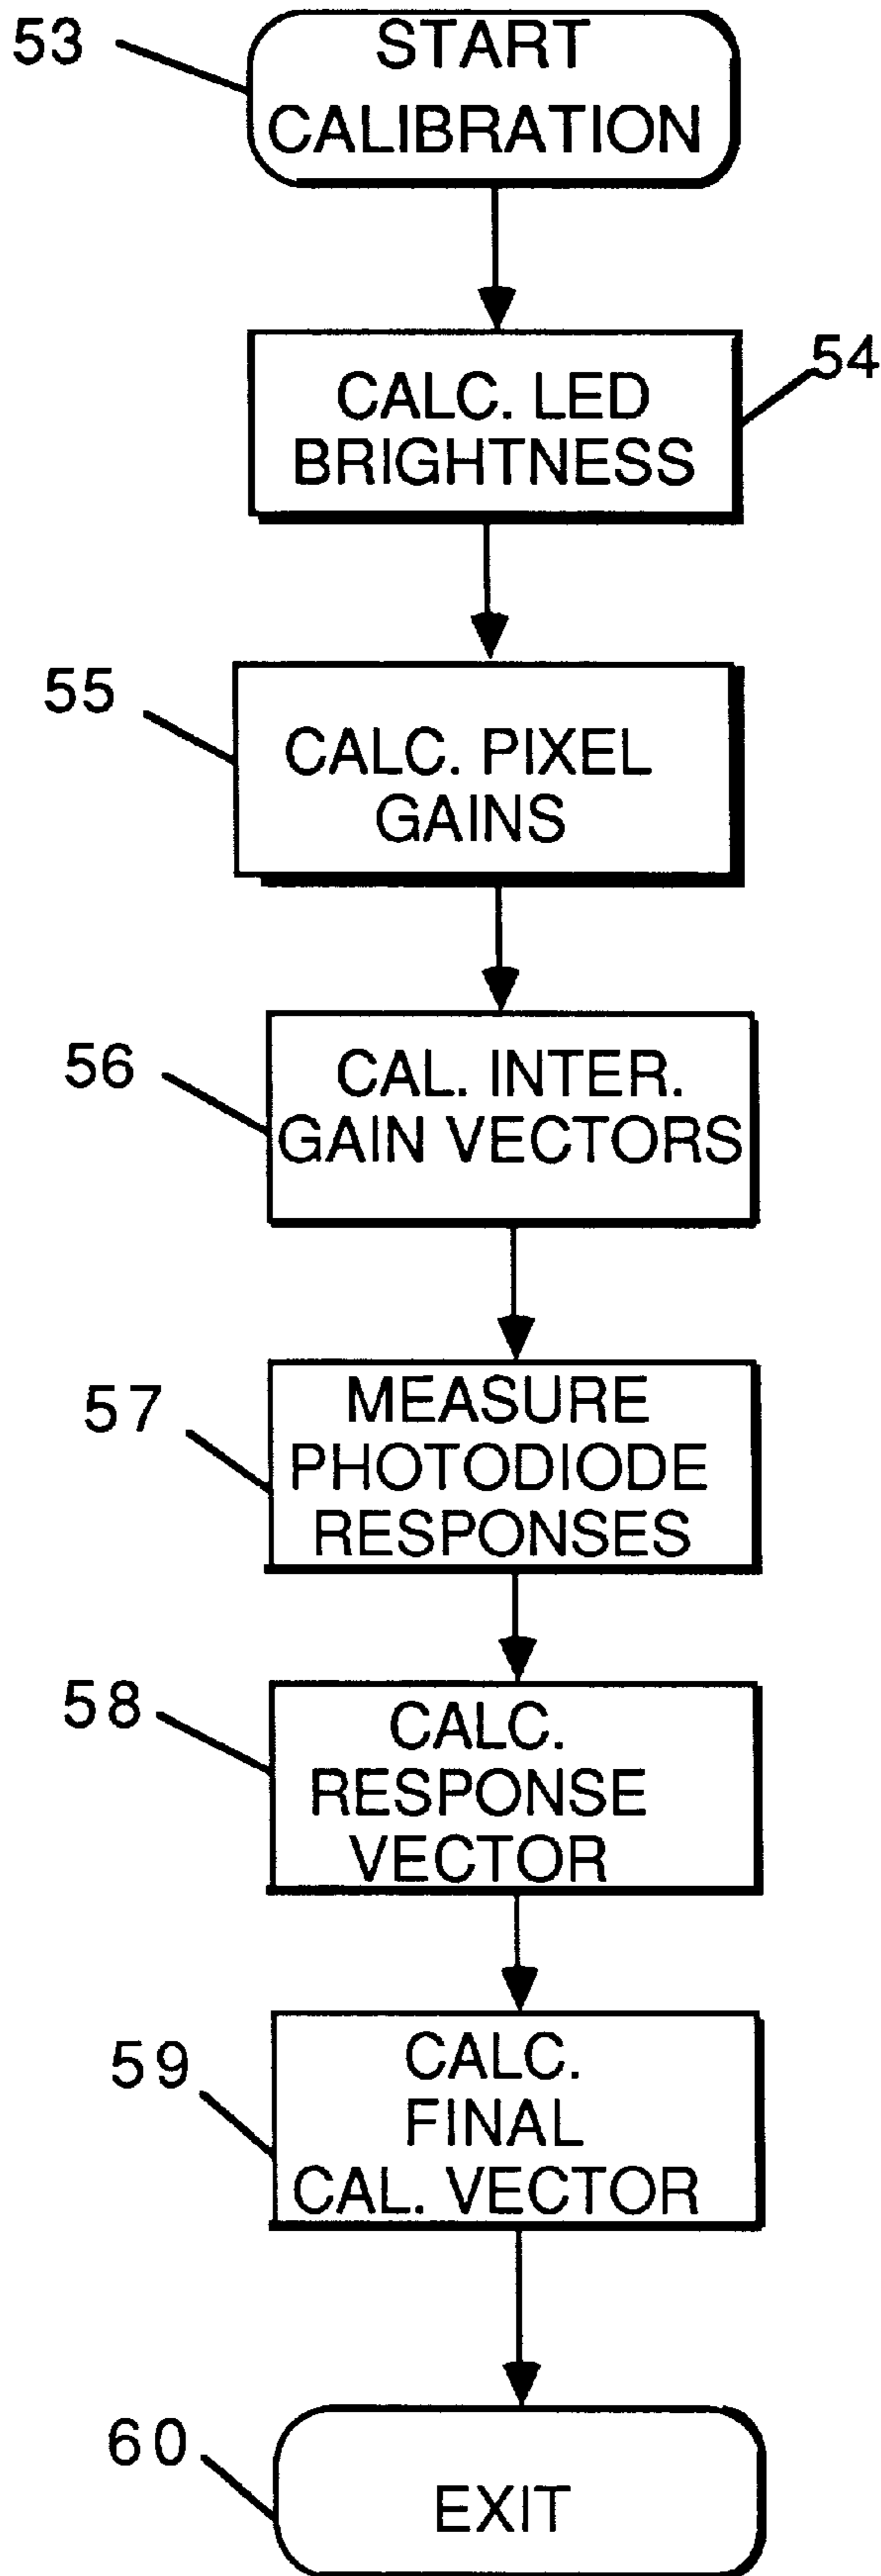 53
START
CALIBRATION
54
CALC. LED
BRIGHTNESS
55
CALC. PIXEL
GAINS
56
CAL. INTER.
GAIN VECTORS
57
MEASURE
PHOTODIODE
RESPONSES
58
CALC.
RESPONSE
VECTOR
59
CALC.
FINAL
CAL. VECTOR
60
EXIT